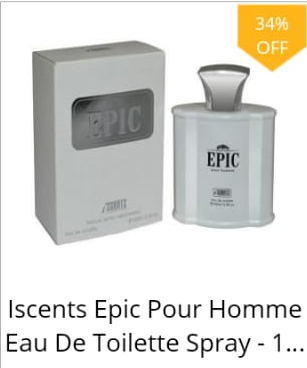 34%
OFF
EPIC
EPIC
iSCENTS
Iscents Epic Pour Homme
Eau De Toilette Spray - 1...